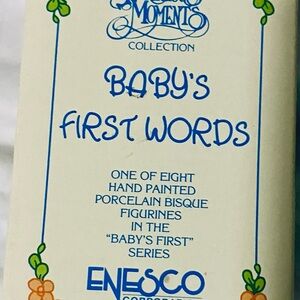 MOMENTS
COLLECTION
BABY'S
FIRST WORDS
ONE OF EIGHT
HAND PAINTED
PORCELAIN BISQUE
FIGURINES
IN THE
"BABY'S FIRST"
SERIES
ENESCO